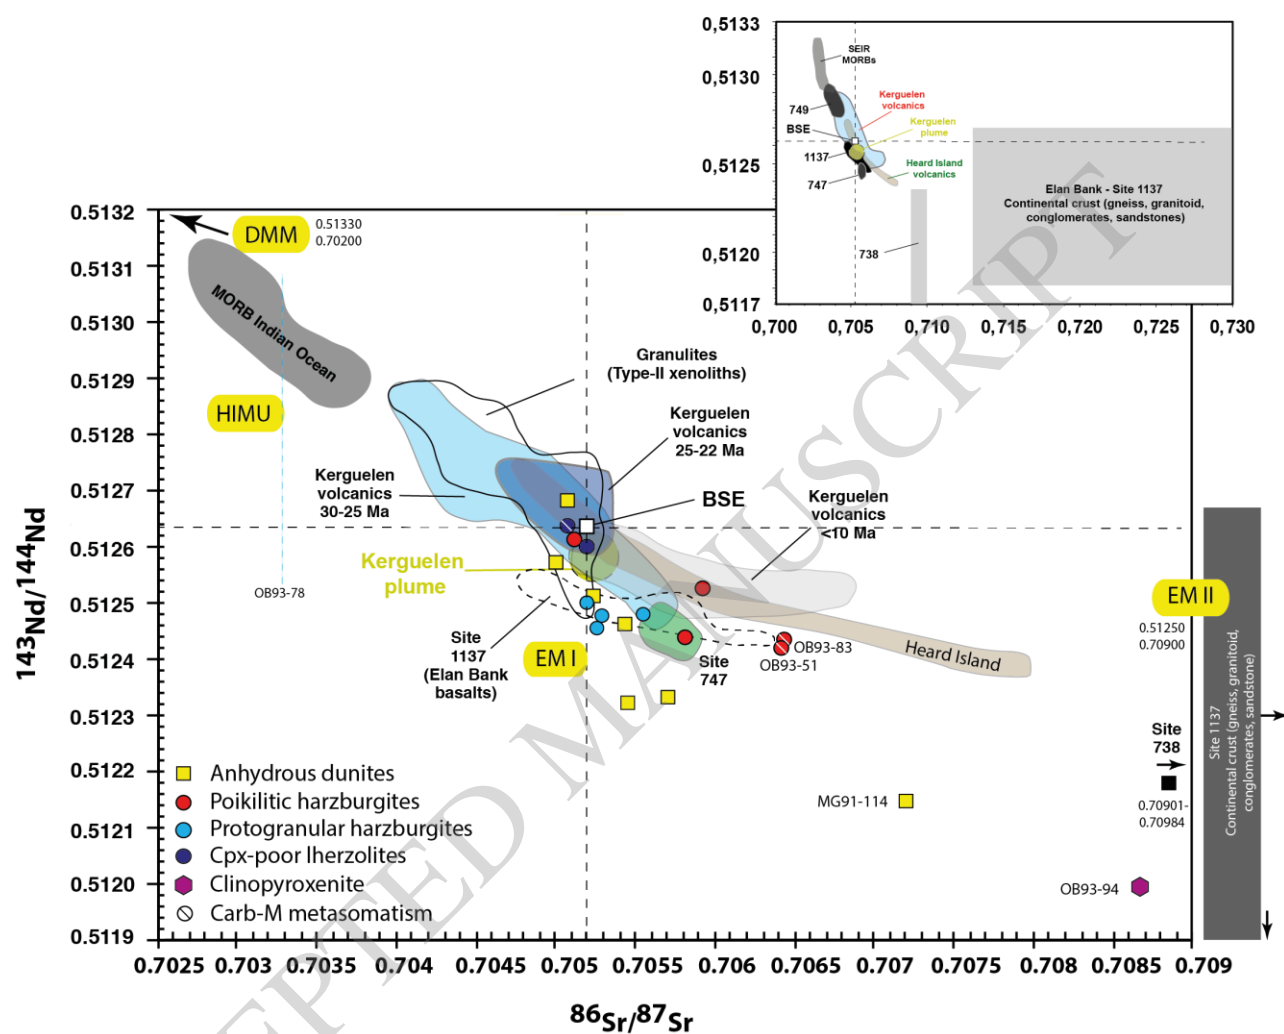 0,5133
0,5130
0,5125
0,5120
0,5117
SEIR
MORBs
749
BSE
1137
747
Kerguelen
volcanics
Kerguelen
plume
Heard Island
volcanics
738
Elan Bank - Site 1137
Continental crust (gneiss, granitoid,
conglomerates, sandstones)
0,700
0,705
0,710
0,715
0,720
0,725
0,730
143Nd/144Nd
0.5132
0.5131
0.5130
0.5129
0.5128
0.5127
0.5126
0.5125
0.5124
0.5123
0.5122
0.5121
0.5120
0.5119
DMM
0.51330
0.70200
MORB Indian Ocean
HIMU
Granulites
(Type-II xenoliths)
Kerguelen
volcanics
25-22 Ma
Kerguelen
volcanics
30-25 Ma
BSE
Kerguelen
volcanics
<10 Ma
Kerguelen
plume
OB93-78
EM II
0.51250
0.70900
Site
1137
(Elan Bank
basalts)
EM I
Site
747
OB93-83
OB93-51
Heard Island
Site 1137
Continental crust (gneiss, granitoid,
conglomerates, sandstone)
Site
738
0.70901-
0.70984
MG91-114
OB93-94
Anhydrous dunites
Poikilitic harzburgites
Protogranular harzburgites
Cpx-poor lherzolites
Clinopyroxenite
Carb-M metasomatism
0.7025
0.703
0.7035
0.704
0.7045
0.705
0.7055
0.706
0.7065
0.707
0.7075
0.708
0.7085
0.709
86Sr/87Sr
EPTED MANUSCRIPT